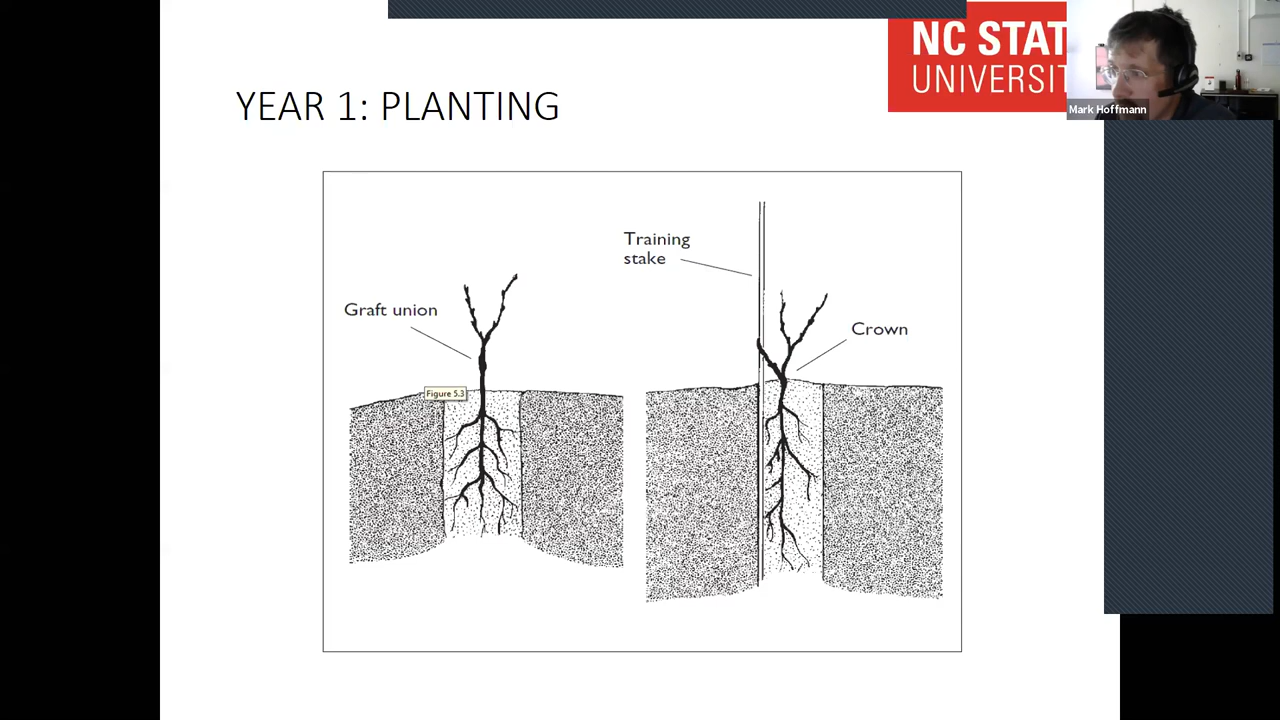 NC STAT
UNIVERSIT
Mark Hoffmann
YEAR 1: PLANTING
Training
stake
Graft union
Crown
Figure 5.3